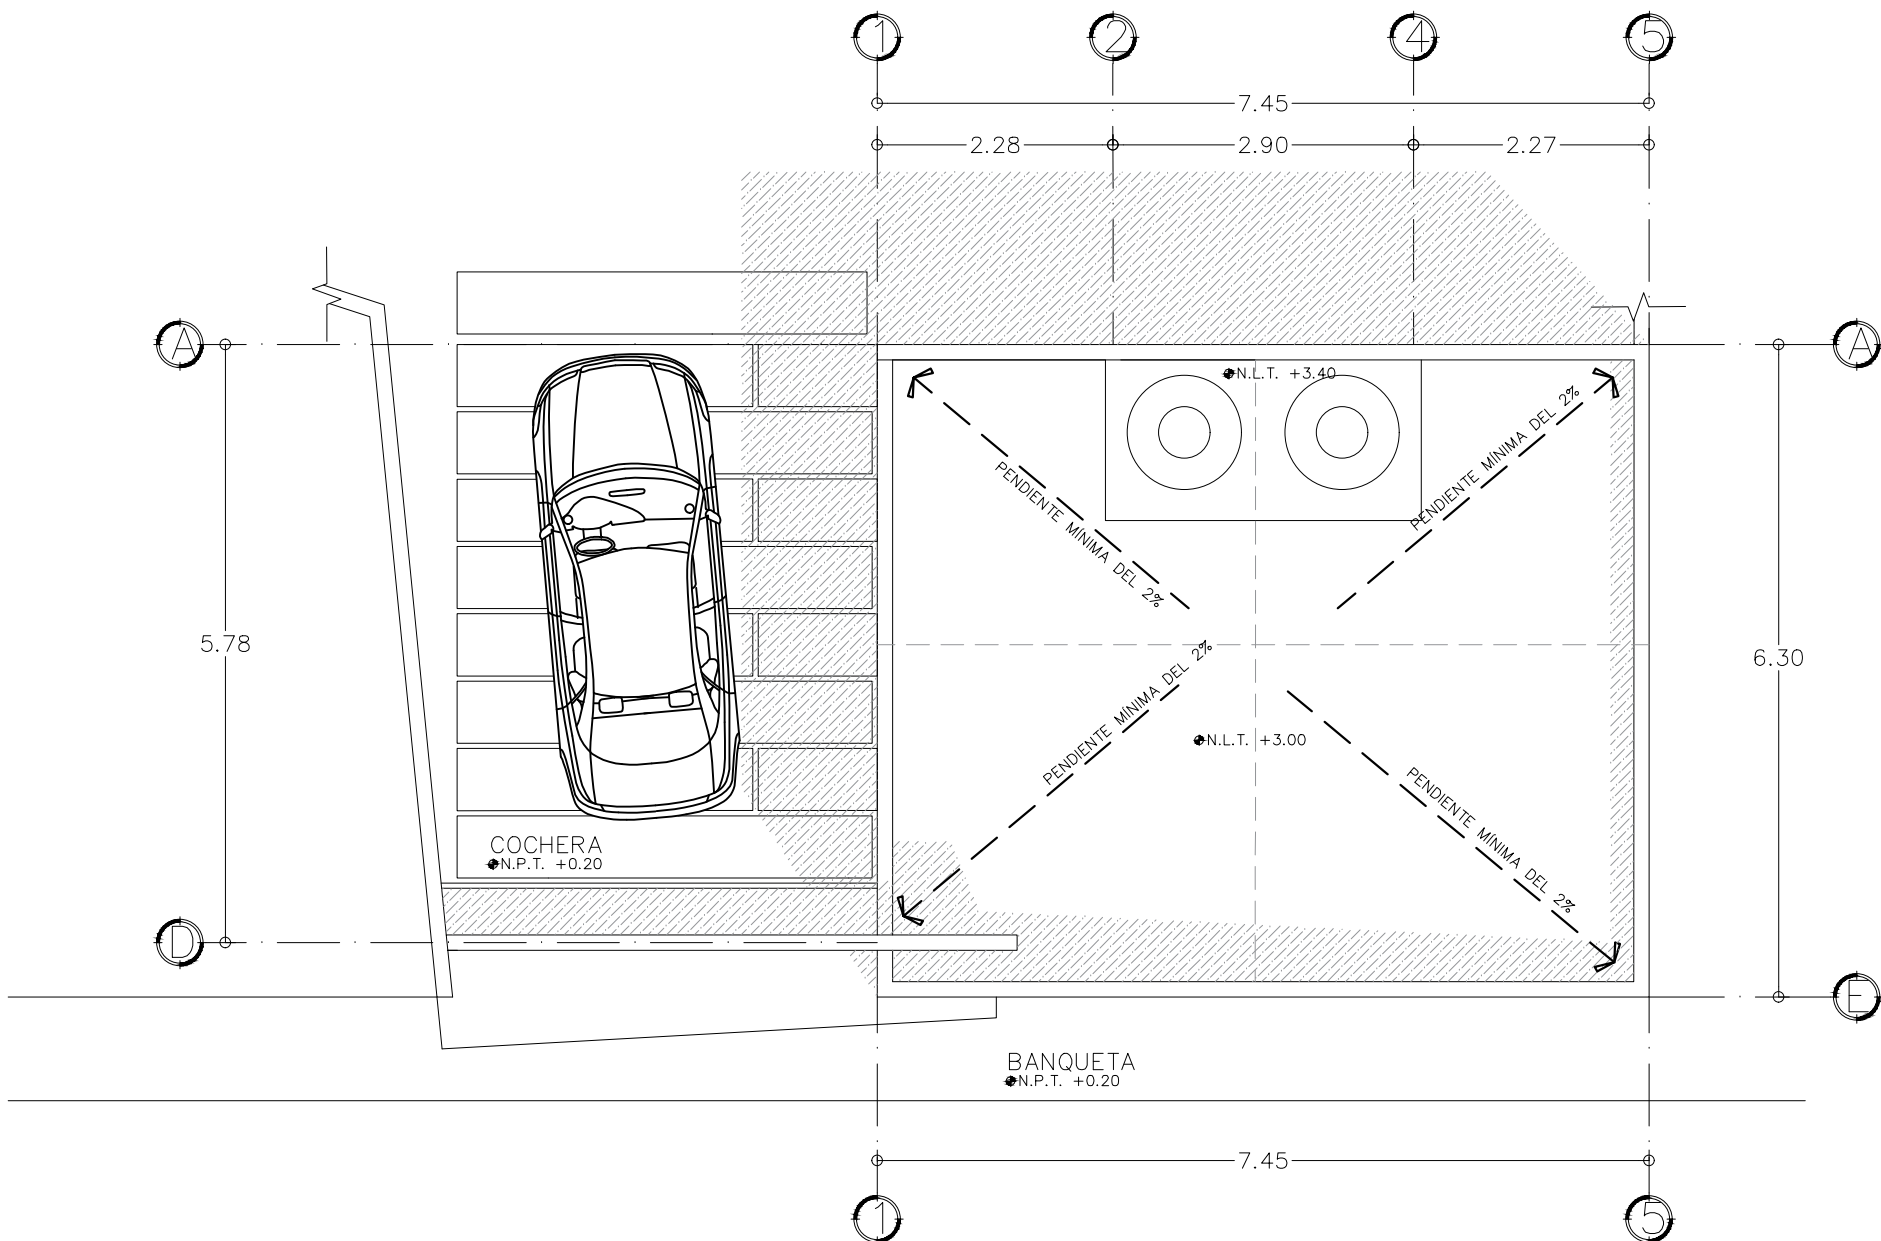 1 2 4 5
7.45
2.28 2.90 2.27
A A
N.L.T. +3.40
PENDIENTE MÍNIMA DEL 2%
PENDIENTE MÍNIMA DEL 2%
5.78
6.30
PENDIENTE MÍNIMA DEL 2%
N.L.T. +3.00
PENDIENTE MÍNIMA DEL 2%
COCHERA
N.P.T. +0.20
D
E
BANQUETA
N.P.T. +0.20
7.45
1 5